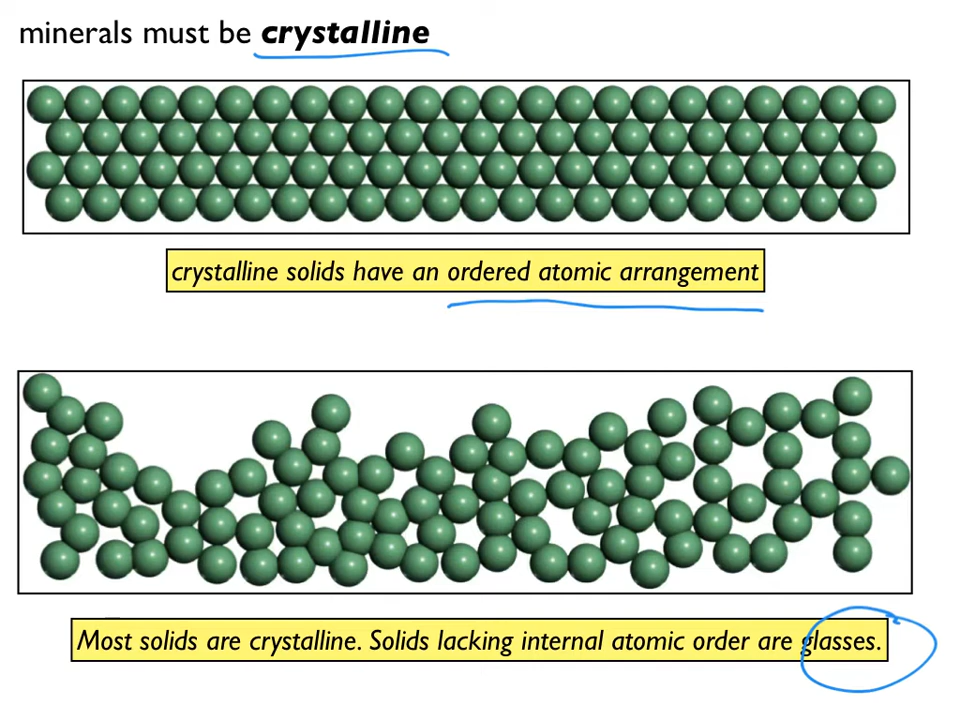 minerals must be crystalline
crystalline solids have an ordered atomic arrangement
Most solids are crystalline. Solids lacking internal atomic order are glasses.